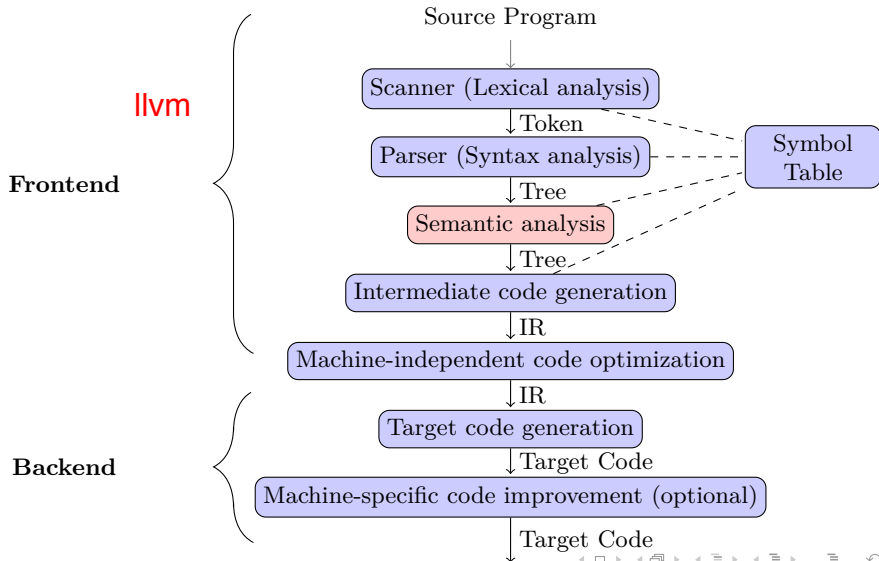 Source Program
llvm
Scanner (Lexical analysis)
Token
Parser (Syntax analysis)
Symbol
Table
Frontend
Tree
Semantic analysis
Tree
Intermediate code generation
IR
Machine-independent code optimization
IR
Target code generation
Backend
Target Code
Machine-specific code improvement (optional)
Target Code